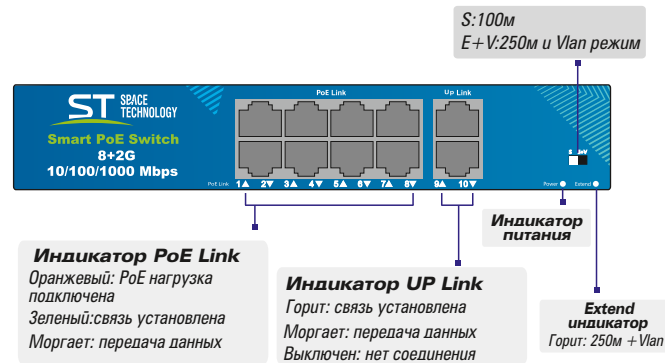 S:100м
E+V:250м и Vlan режим
PoE Link
Up Link
ST SPACE TECHNOLOGY
Smart PoE Switch
8+2G
10/100/1000 Mbps
S E+V
PoE Link 1▲ 2▼ 3▲ 4▼ 5▲ 6▼ 7▲ 8▼ 9▲ 10▼
Power Extend
Индикатор
питания
Индикатор PoE Link
Оранжевый: PoE нагрузка
подключена
Зеленый:связь установлена
Моргает: передача данных
Индикатор UP Link
Горит: связь установлена
Моргает: передача данных
Выключен: нет соединения
Extend
индикатор
Горит: 250м +Vlan